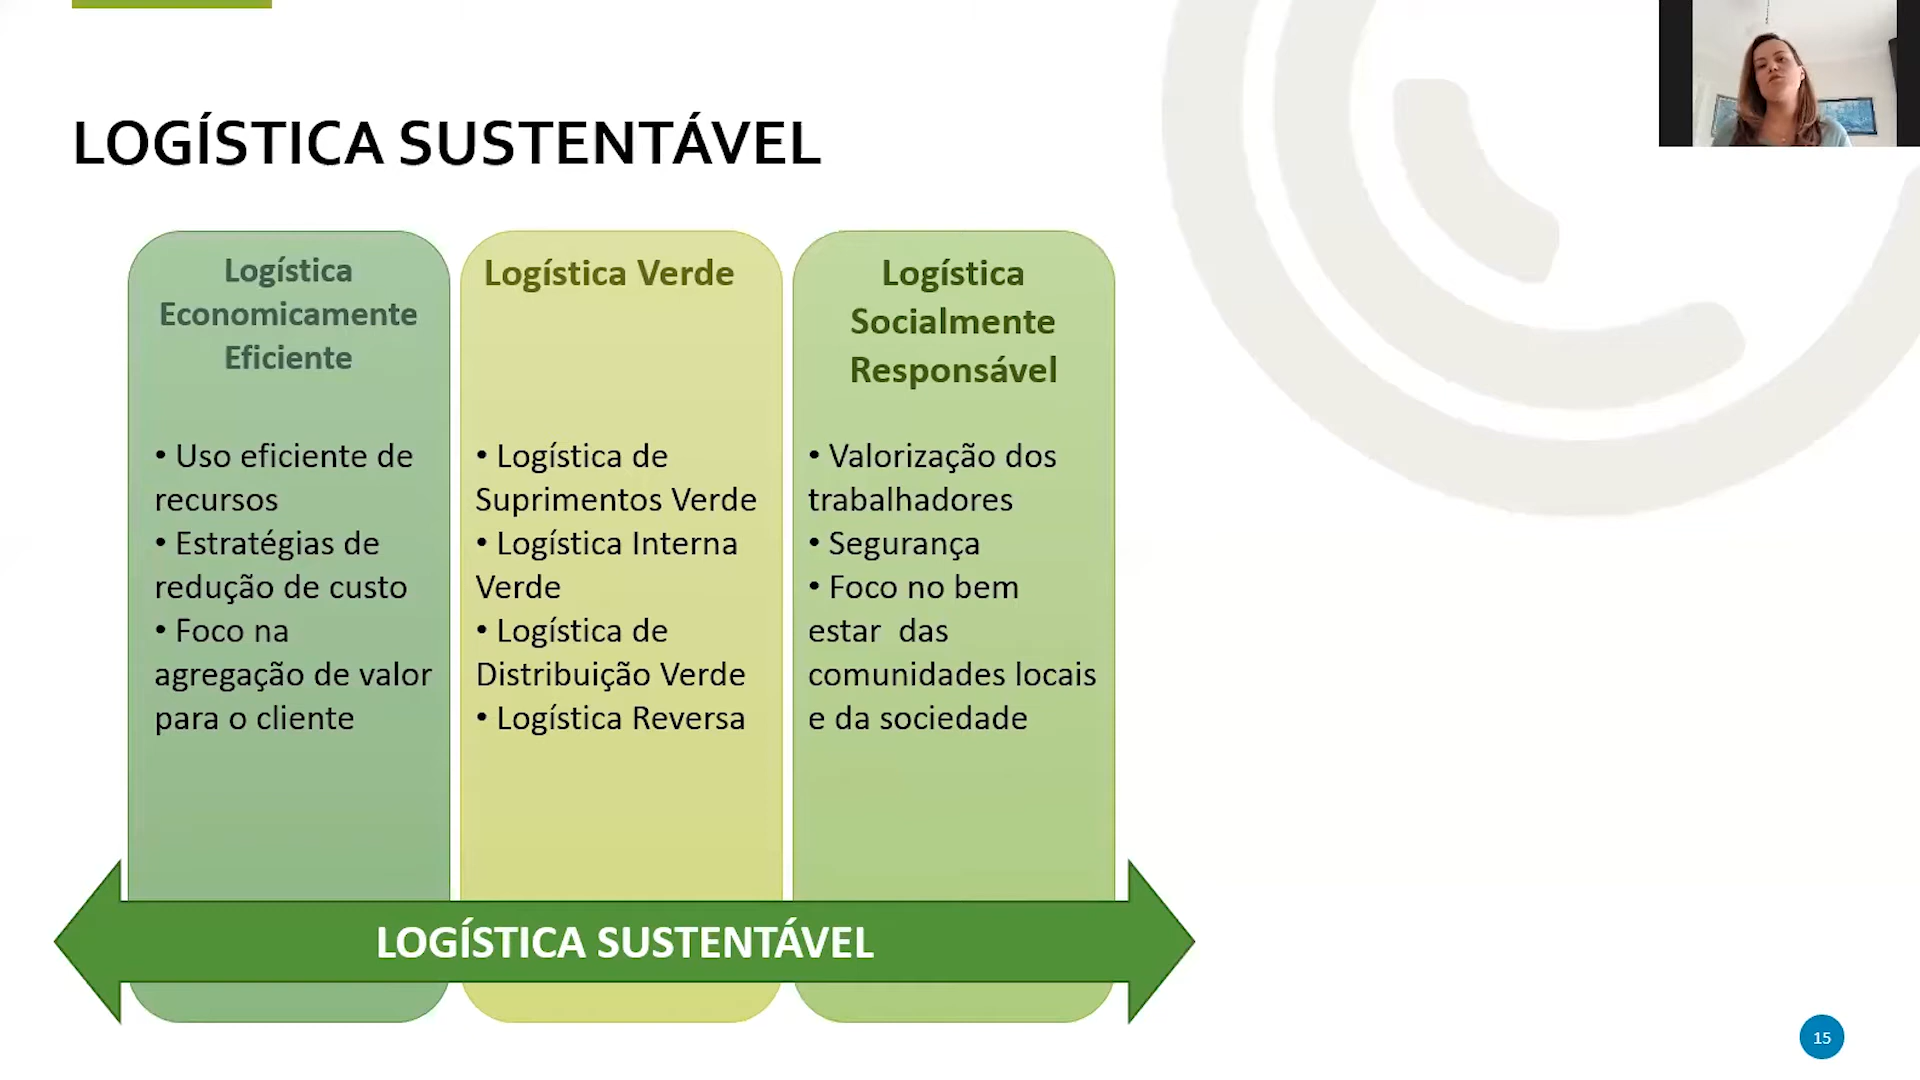 LOGÍSTICA SUSTENTÁVEL
Logística
Economicamente
Eficiente
• Uso eficiente de
recursos
• Estratégias de
redução de custo
• Foco na
agregação de valor
para o cliente
Logística Verde
• Logística de
Suprimentos Verde
• Logística Interna
Verde
• Logística de
Distribuição Verde
• Logística Reversa
Logística
Socialmente
Responsável
• Valorização dos
trabalhadores
• Segurança
• Foco no bem
estar das
comunidades locais
e da sociedade
LOGÍSTICA SUSTENTÁVEL
15